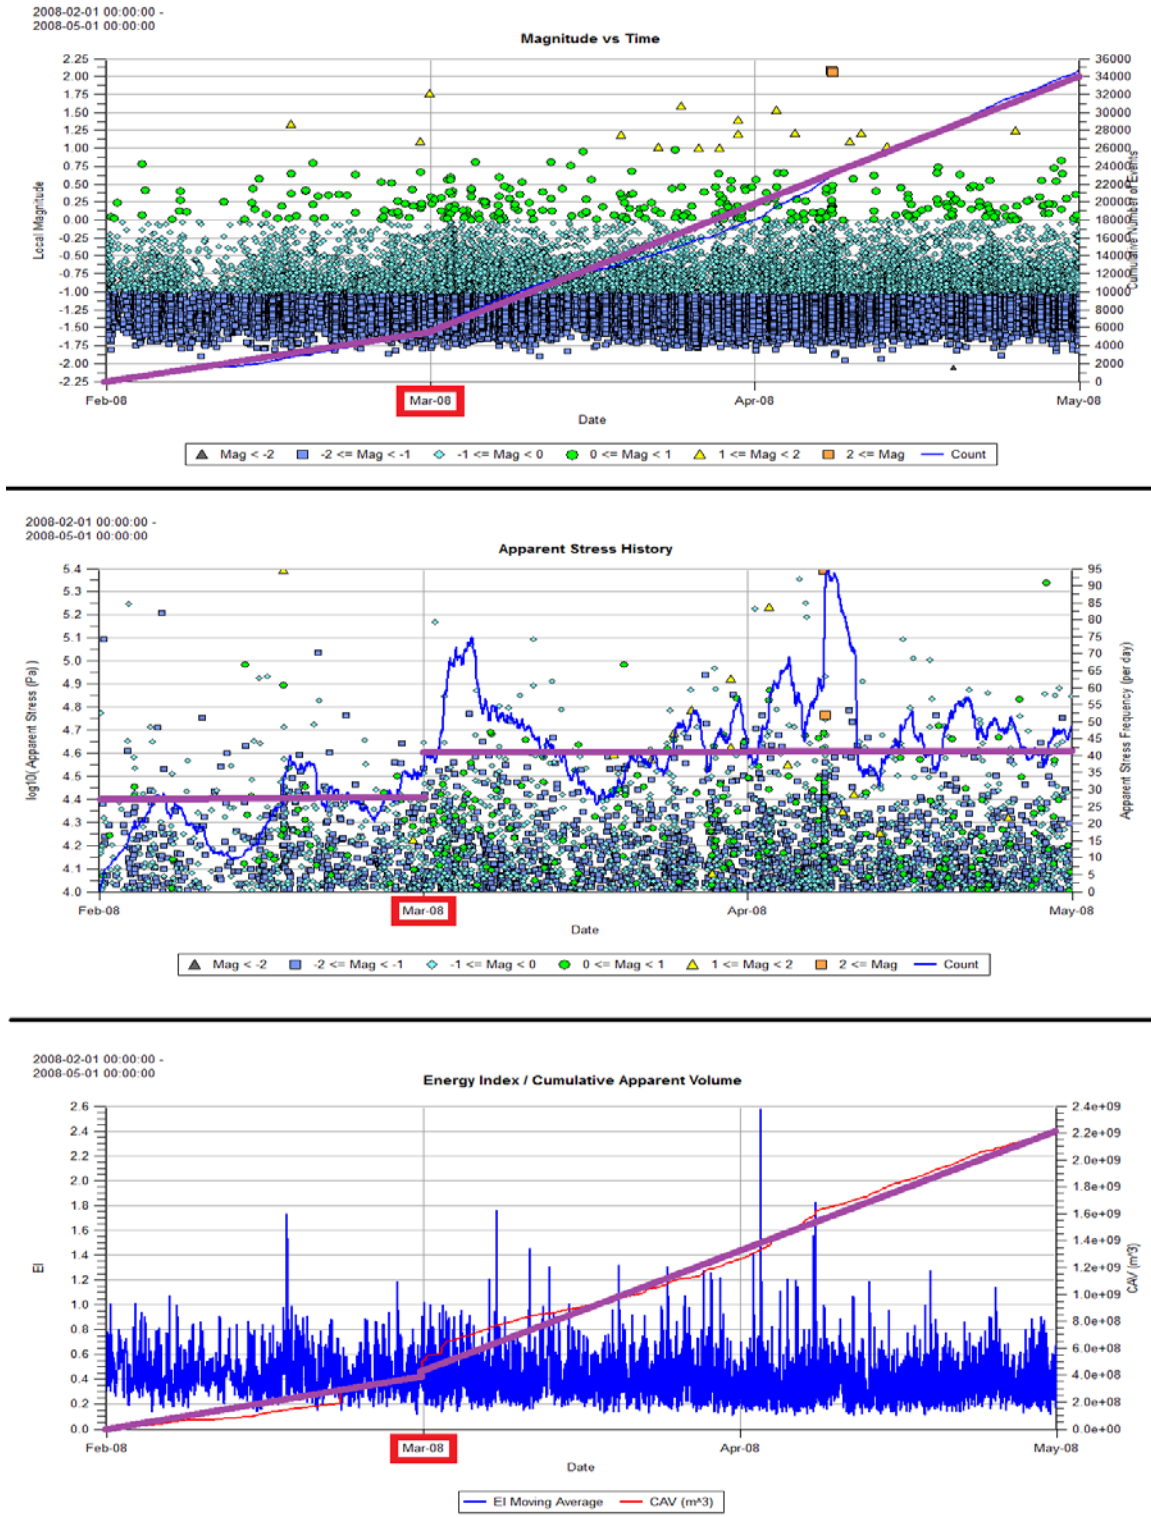 2008-02-01 00:00:00 -
2008-05-01 00:00:00
Magnitude vs Time
2.25
2.00
1.75
1.50
1.25
1.00
0.75
0.50
0.25
0.00
-0.25
-0.50
-0.75
-1.00
-1.25
-1.50
-1.75
-2.00
-2.25
Local Magnitude
36000
34000
32000
30000
28000
26000
24000
22000
20000
18000
16000
14000
12000
10000
8000
6000
4000
2000
0
Cumulative Number of Events
Feb-08 Mar-08 Apr-08 May-08
Date
Mag < -2 -2 <= Mag < -1 -1 <= Mag < 0 0 <= Mag < 1 1 <= Mag < 2 2 <= Mag Count
2008-02-01 00:00:00 -
2008-05-01 00:00:00
Apparent Stress History
5.4
5.3
5.2
5.1
5.0
4.9
4.8
4.7
4.6
4.5
4.4
4.3
4.2
4.1
4.0
log10( Apparent Stress (Pa) )
95
90
85
80
75
70
65
60
55
50
45
40
35
30
25
20
15
10
5
0
Apparent Stress Frequency (per day)
Feb-08 Mar-08 Apr-08 May-08
Date
Mag < -2 -2 <= Mag < -1 -1 <= Mag < 0 0 <= Mag < 1 1 <= Mag < 2 2 <= Mag Count
2008-02-01 00:00:00 -
2008-05-01 00:00:00
Energy Index / Cumulative Apparent Volume
2.6
2.4
2.2
2.0
1.8
1.6
1.4
1.2
1.0
0.8
0.6
0.4
0.2
0.0
EI
2.4e+09
2.2e+09
2.0e+09
1.8e+09
1.6e+09
1.4e+09
1.2e+09
1.0e+09
8.0e+08
6.0e+08
4.0e+08
2.0e+08
0.0e+00
CAV (m^3)
Feb-08 Mar-08 Apr-08 May-08
Date
EI Moving Average CAV (m^3)